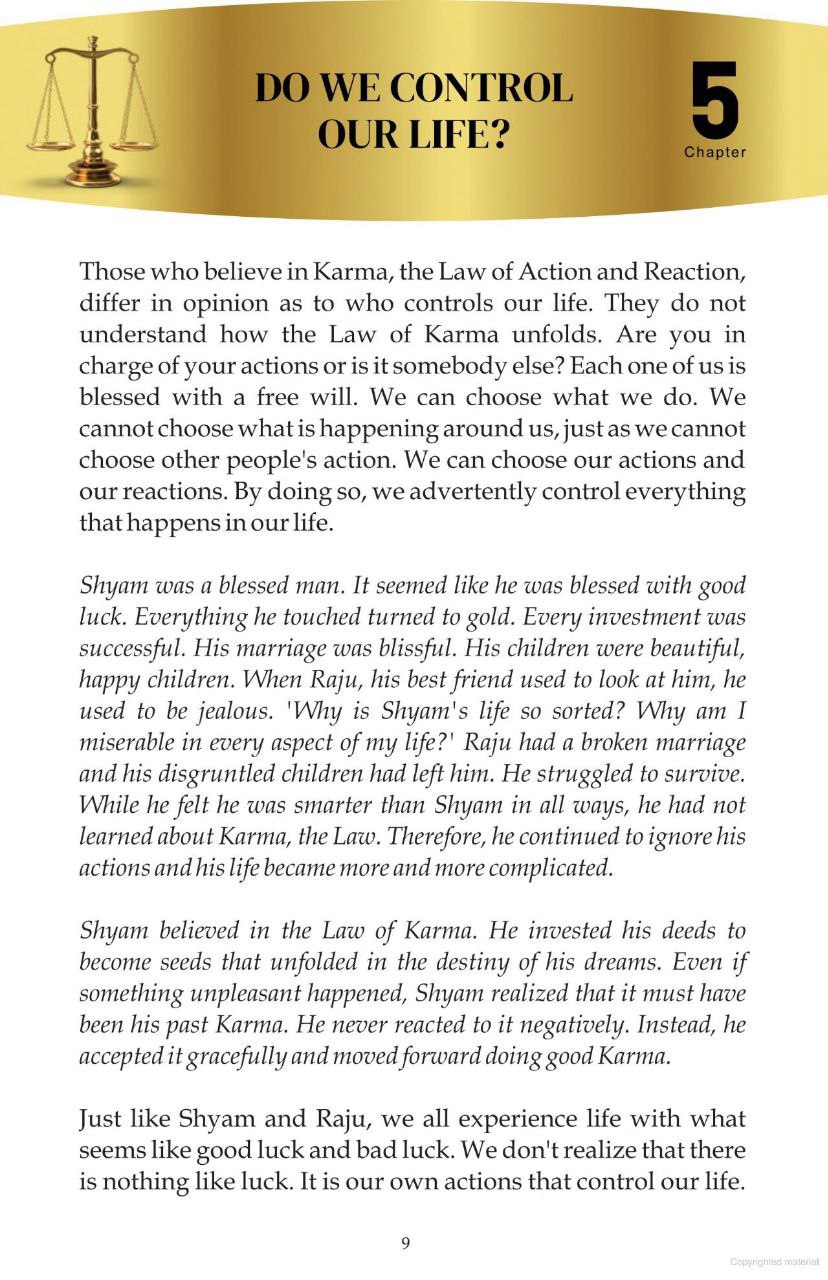 DO WE CONTROL
OUR LIFE?
5
Chapter
Those who believe in Karma, the Law of Action and Reaction,
differ in opinion as to who controls our life. They do not
understand how the Law of Karma unfolds. Are you in
charge of your actions or is it somebody else? Each one of us is
blessed with a free will. We can choose what we do. We
cannot choose what is happening around us, just as we cannot
choose other people's action. We can choose our actions and
our reactions. By doing so, we advertently control everything
that happens in our life.
Shyam was a blessed man. It seemed like he was blessed with good
luck. Everything he touched turned to gold. Every investment was
successful. His marriage was blissful. His children were beautiful,
happy children. When Raju, his best friend used to look at him, he
used to be jealous. 'Why is Shyam's life so sorted? Why am I
miserable in every aspect of my life?' Raju had a broken marriage
and his disgruntled children had left him. He struggled to survive.
While he felt he was smarter than Shyam in all ways, he had not
learned about Karma, the Law. Therefore, he continued to ignore his
actions and his life became more and more complicated.
Shyam believed in the Law of Karma. He invested his deeds to
become seeds that unfolded in the destiny of his dreams. Even if
something unpleasant happened, Shyam realized that it must have
been his past Karma. He never reacted to it negatively. Instead, he
accepted it gracefully and moved forward doing good Karma.
Just like Shyam and Raju, we all experience life with what
seems like good luck and bad luck. We don't realize that there
is nothing like luck. It is our own actions that control our life.
9
Copyrighted material